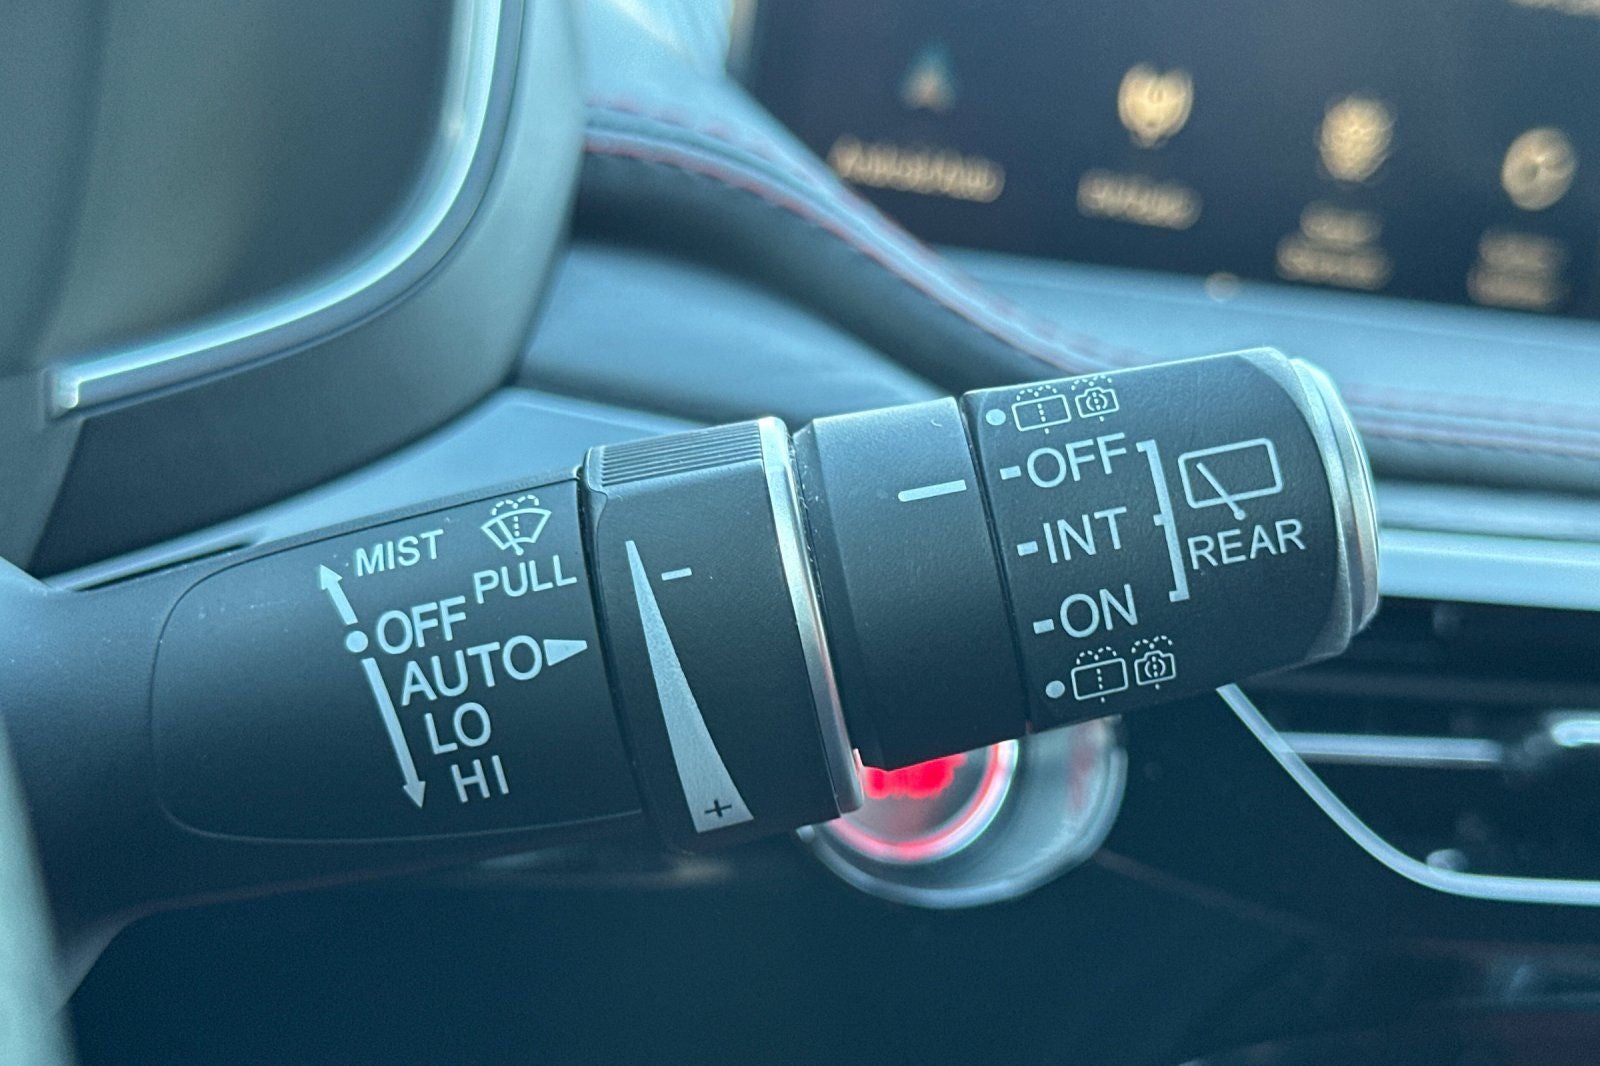 MIST
PULL
OFF
AUTO
LO
HI
−
+
OFF
INT
ON
REAR